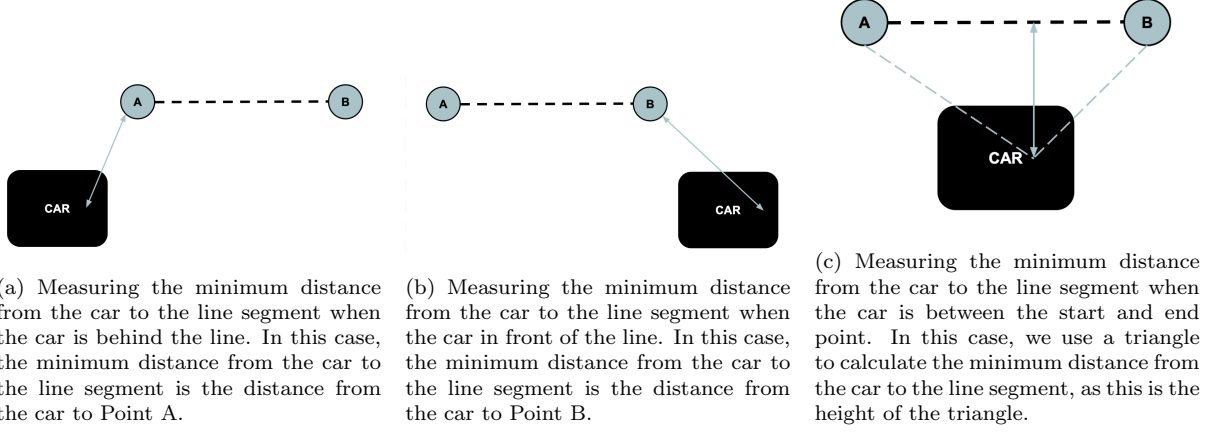 A
B
CAR
(a) Measuring the minimum distance
from the car to the line segment when
the car is behind the line. In this case,
the minimum distance from the car to
the line segment is the distance from
the car to Point A.
A
B
CAR
(b) Measuring the minimum distance
from the car to the line segment when
the car in front of the line. In this case,
the minimum distance from the car to
the line segment is the distance from
the car to Point B.
A
B
CAR
(c) Measuring the minimum distance
from the car to the line segment when
the car is between the start and end
point. In this case, we use a triangle
to calculate the minimum distance from
the car to the line segment, as this is the
height of the triangle.